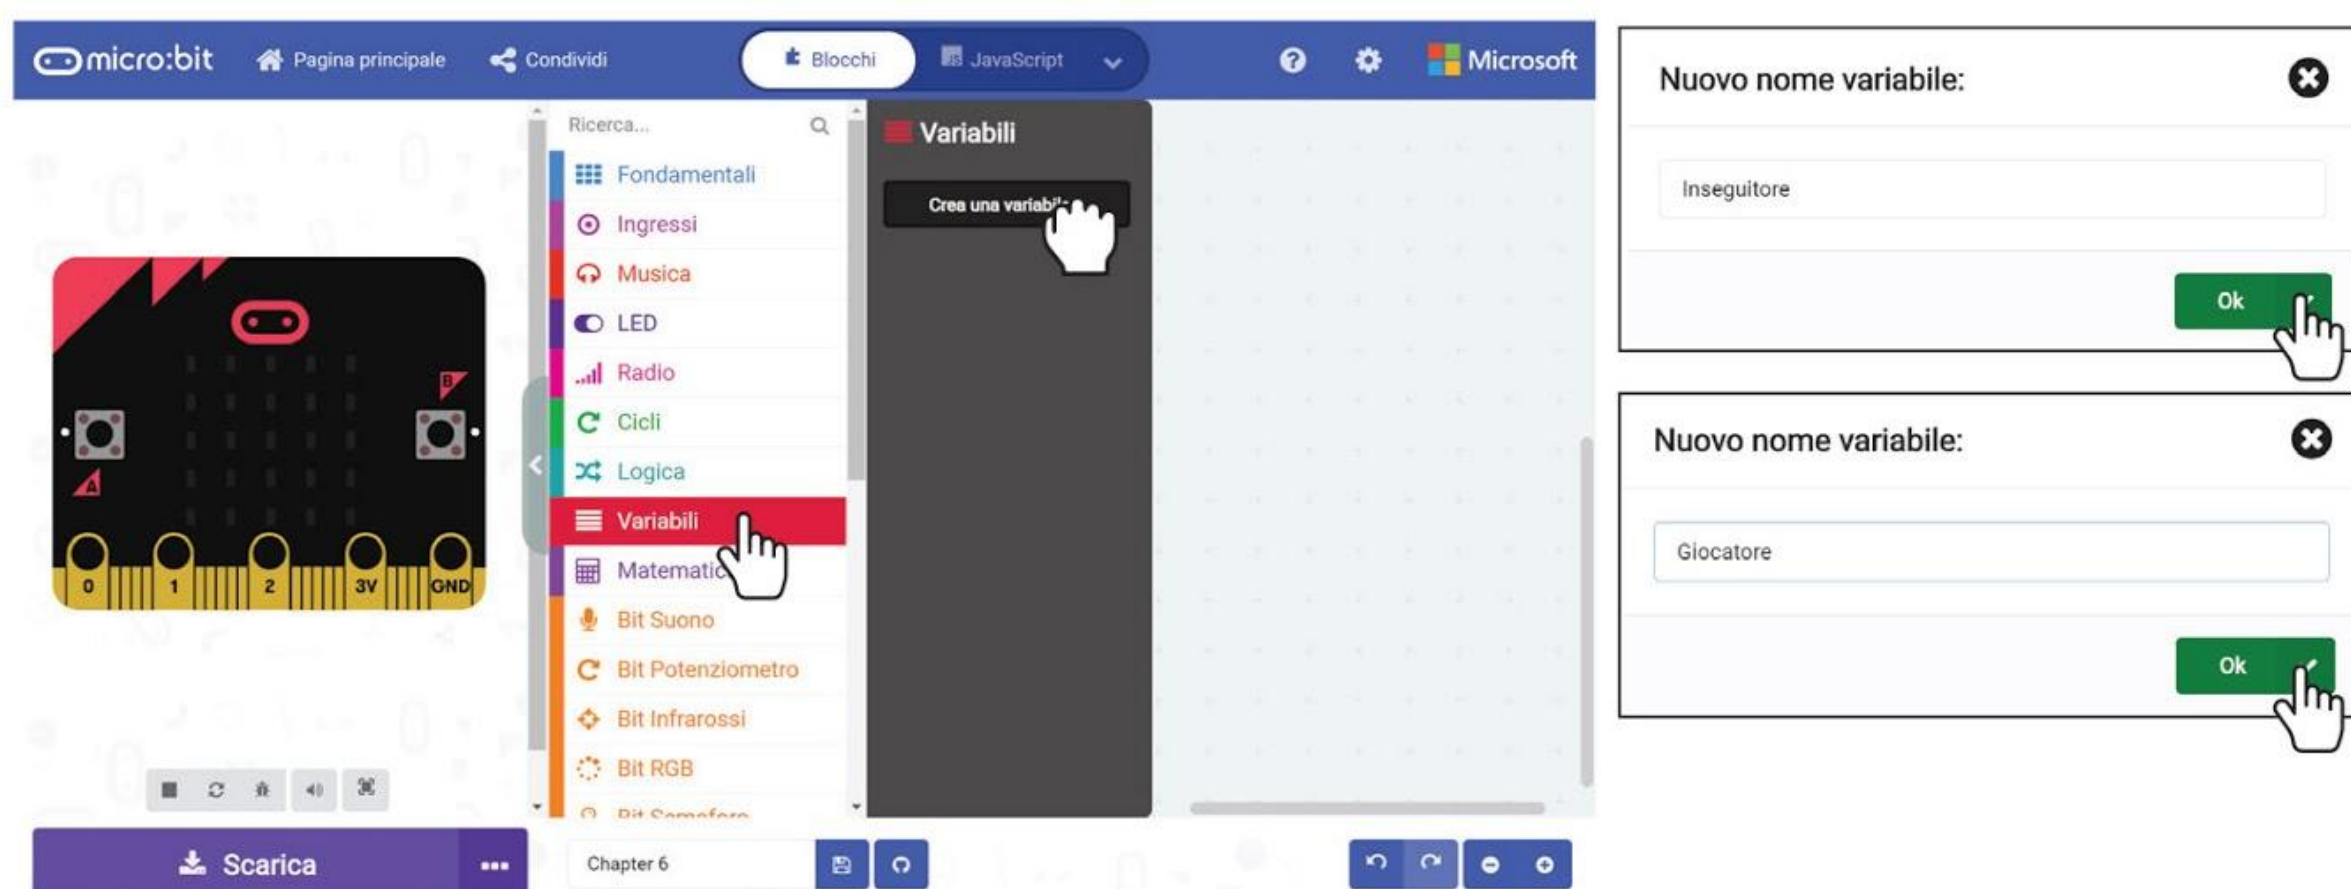 micro:bit Pagina principale Condividi Blocchi JavaScript Microsoft
Ricerca...
Fondamentali
Ingressi
Musica
LED
Radio
Cicli
Logica
Variabili
Bit Suono
Bit Potenziometro
Bit Infrarossi
Bit RGB
Variabili
Crea una
B
A
0 1 2 3V GND
Scarica
Chapter 6
Nuovo nome variabile:
Inseguitore
Ok
Nuovo nome variabile:
Giocatore
Ok